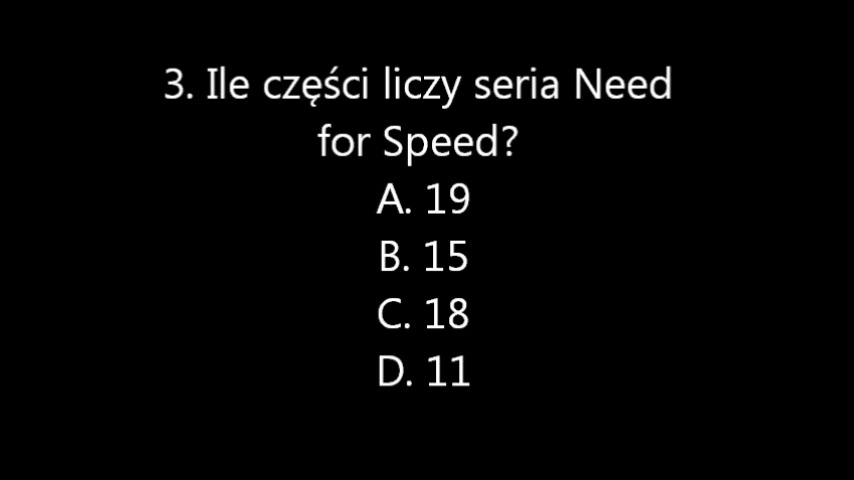 3. Ile części liczy seria Need
for Speed?
A. 19
B. 15
C. 18
D. 11